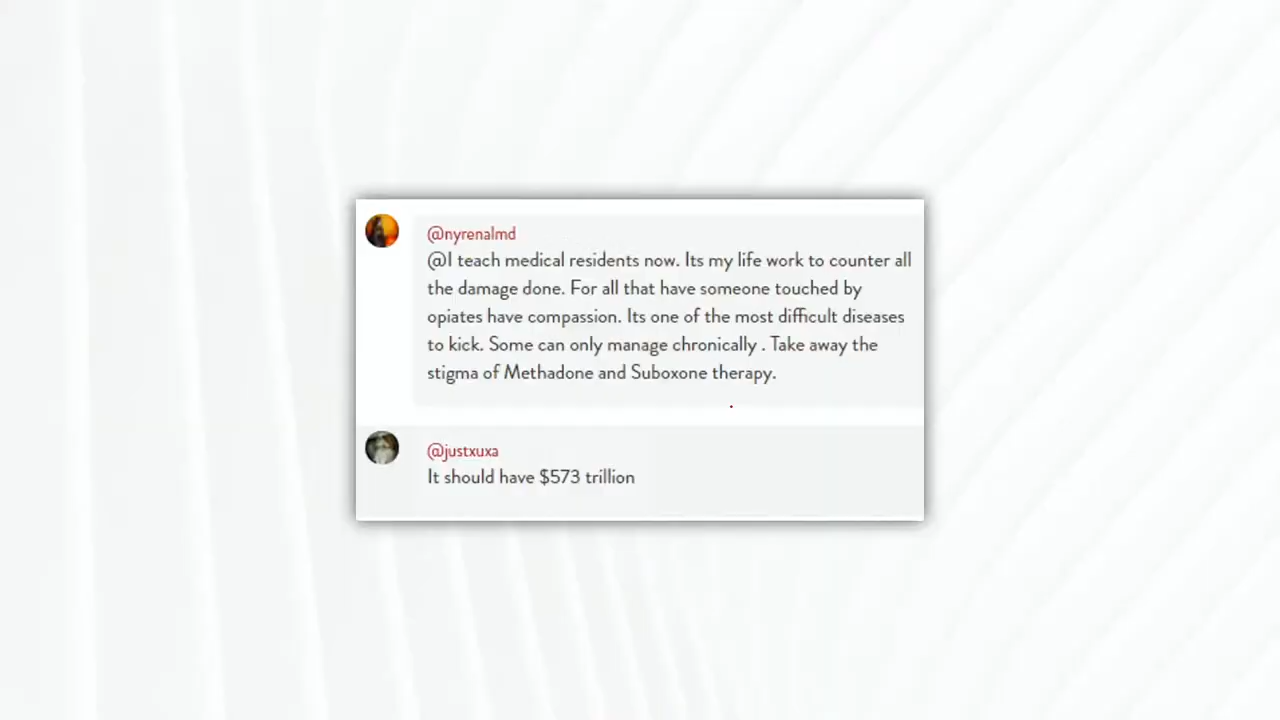 @nyrenalmd
@I teach medical residents now. Its my life work to counter all
the damage done. For all that have someone touched by
opiates have compassion. Its one of the most difficult diseases
to kick. Some can only manage chronically . Take away the
stigma of Methadone and Suboxone therapy.
@justxuxa
It should have $573 trillion